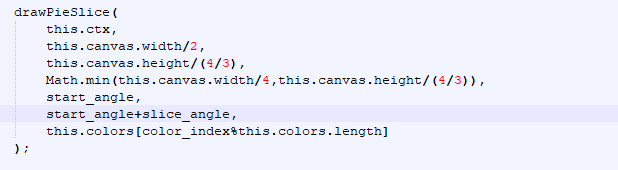 drawPieSlice(
this.ctx,
this.canvas.width/2,
this.canvas.height/(4/3),
Math.min(this.canvas.width/4,this.canvas.height/(4/3)),
start_angle,
start_angle+slice_angle,
this.colors[color_index%this.colors.length]
);